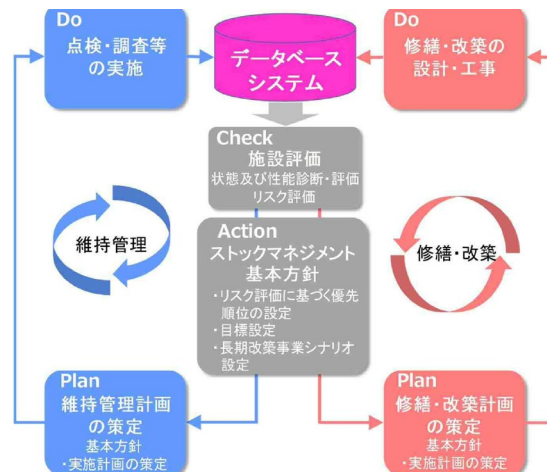 Do
点検・調査等
の実施
データベース
システム
Do
修繕・改築の
設計・工事
Check
施設評価
状態及び性能診断・評価
リスク評価
維持管理
Action
ストックマネジメント
基本方針
・リスク評価に基づく優先
順位の設定
・目標設定
・長期改築事業シナリオ
設定
修繕・改築
Plan
維持管理計画
の策定
基本方針
・実施計画の策定
Plan
修繕・改築計画
の策定
基本方針
・実施計画の策定